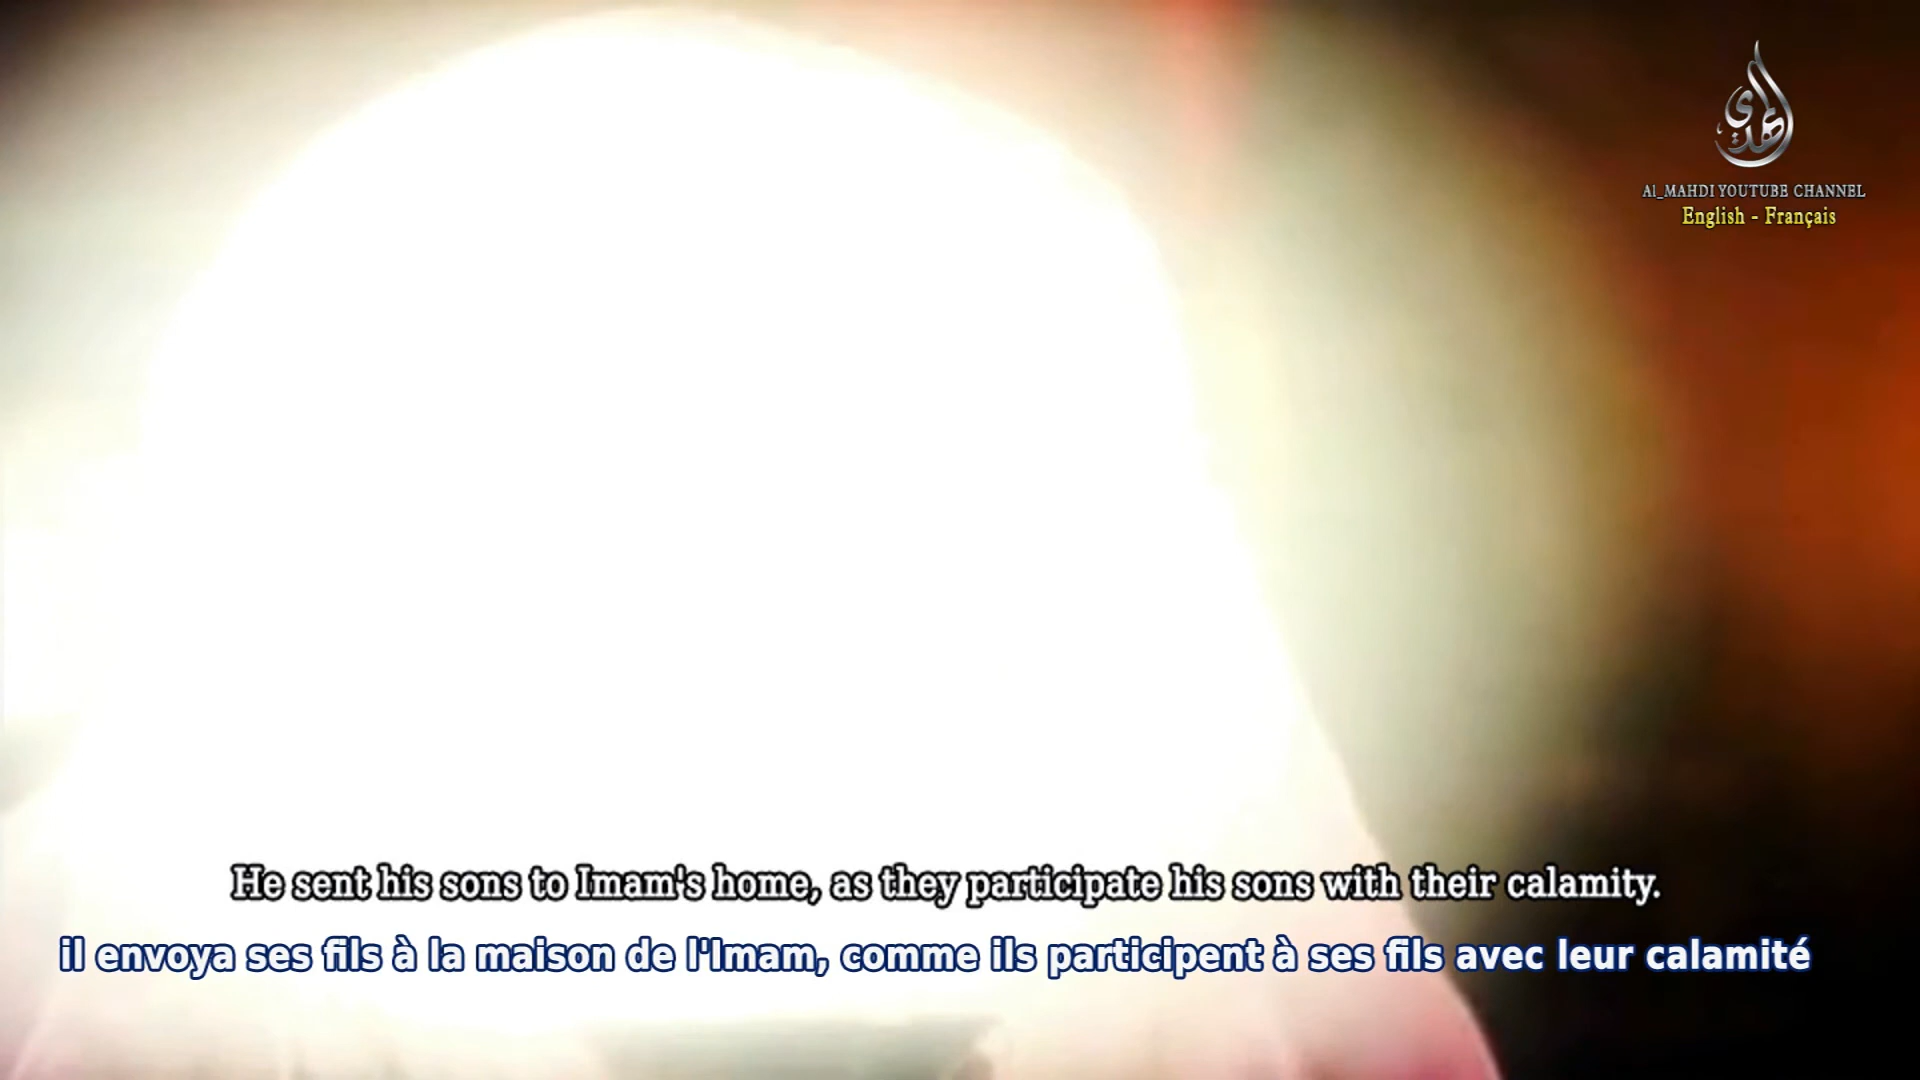 المهدي
Al_MAHDI YOUTUBE CHANNEL
English - Français
He sent his sons to Imam's home, as they participate his sons with their calamity.
il envoya ses fils à la maison de l'Imam, comme ils participent à ses fils avec leur calamité